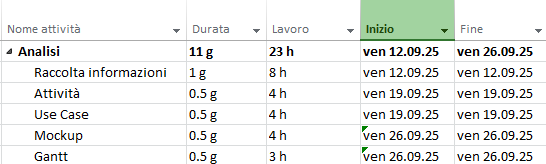 Nome attività Durata Lavoro Inizio Fine
Analisi 11 g 23 h ven 12.09.25 ven 26.09.25
Raccolta informazioni 1 g 8 h ven 12.09.25 ven 12.09.25
Attività 0.5 g 4 h ven 19.09.25 ven 19.09.25
Use Case 0.5 g 4 h ven 19.09.25 ven 19.09.25
Mockup 0.5 g 4 h ven 26.09.25 ven 26.09.25
Gantt 0.5 g 3 h ven 26.09.25 ven 26.09.25